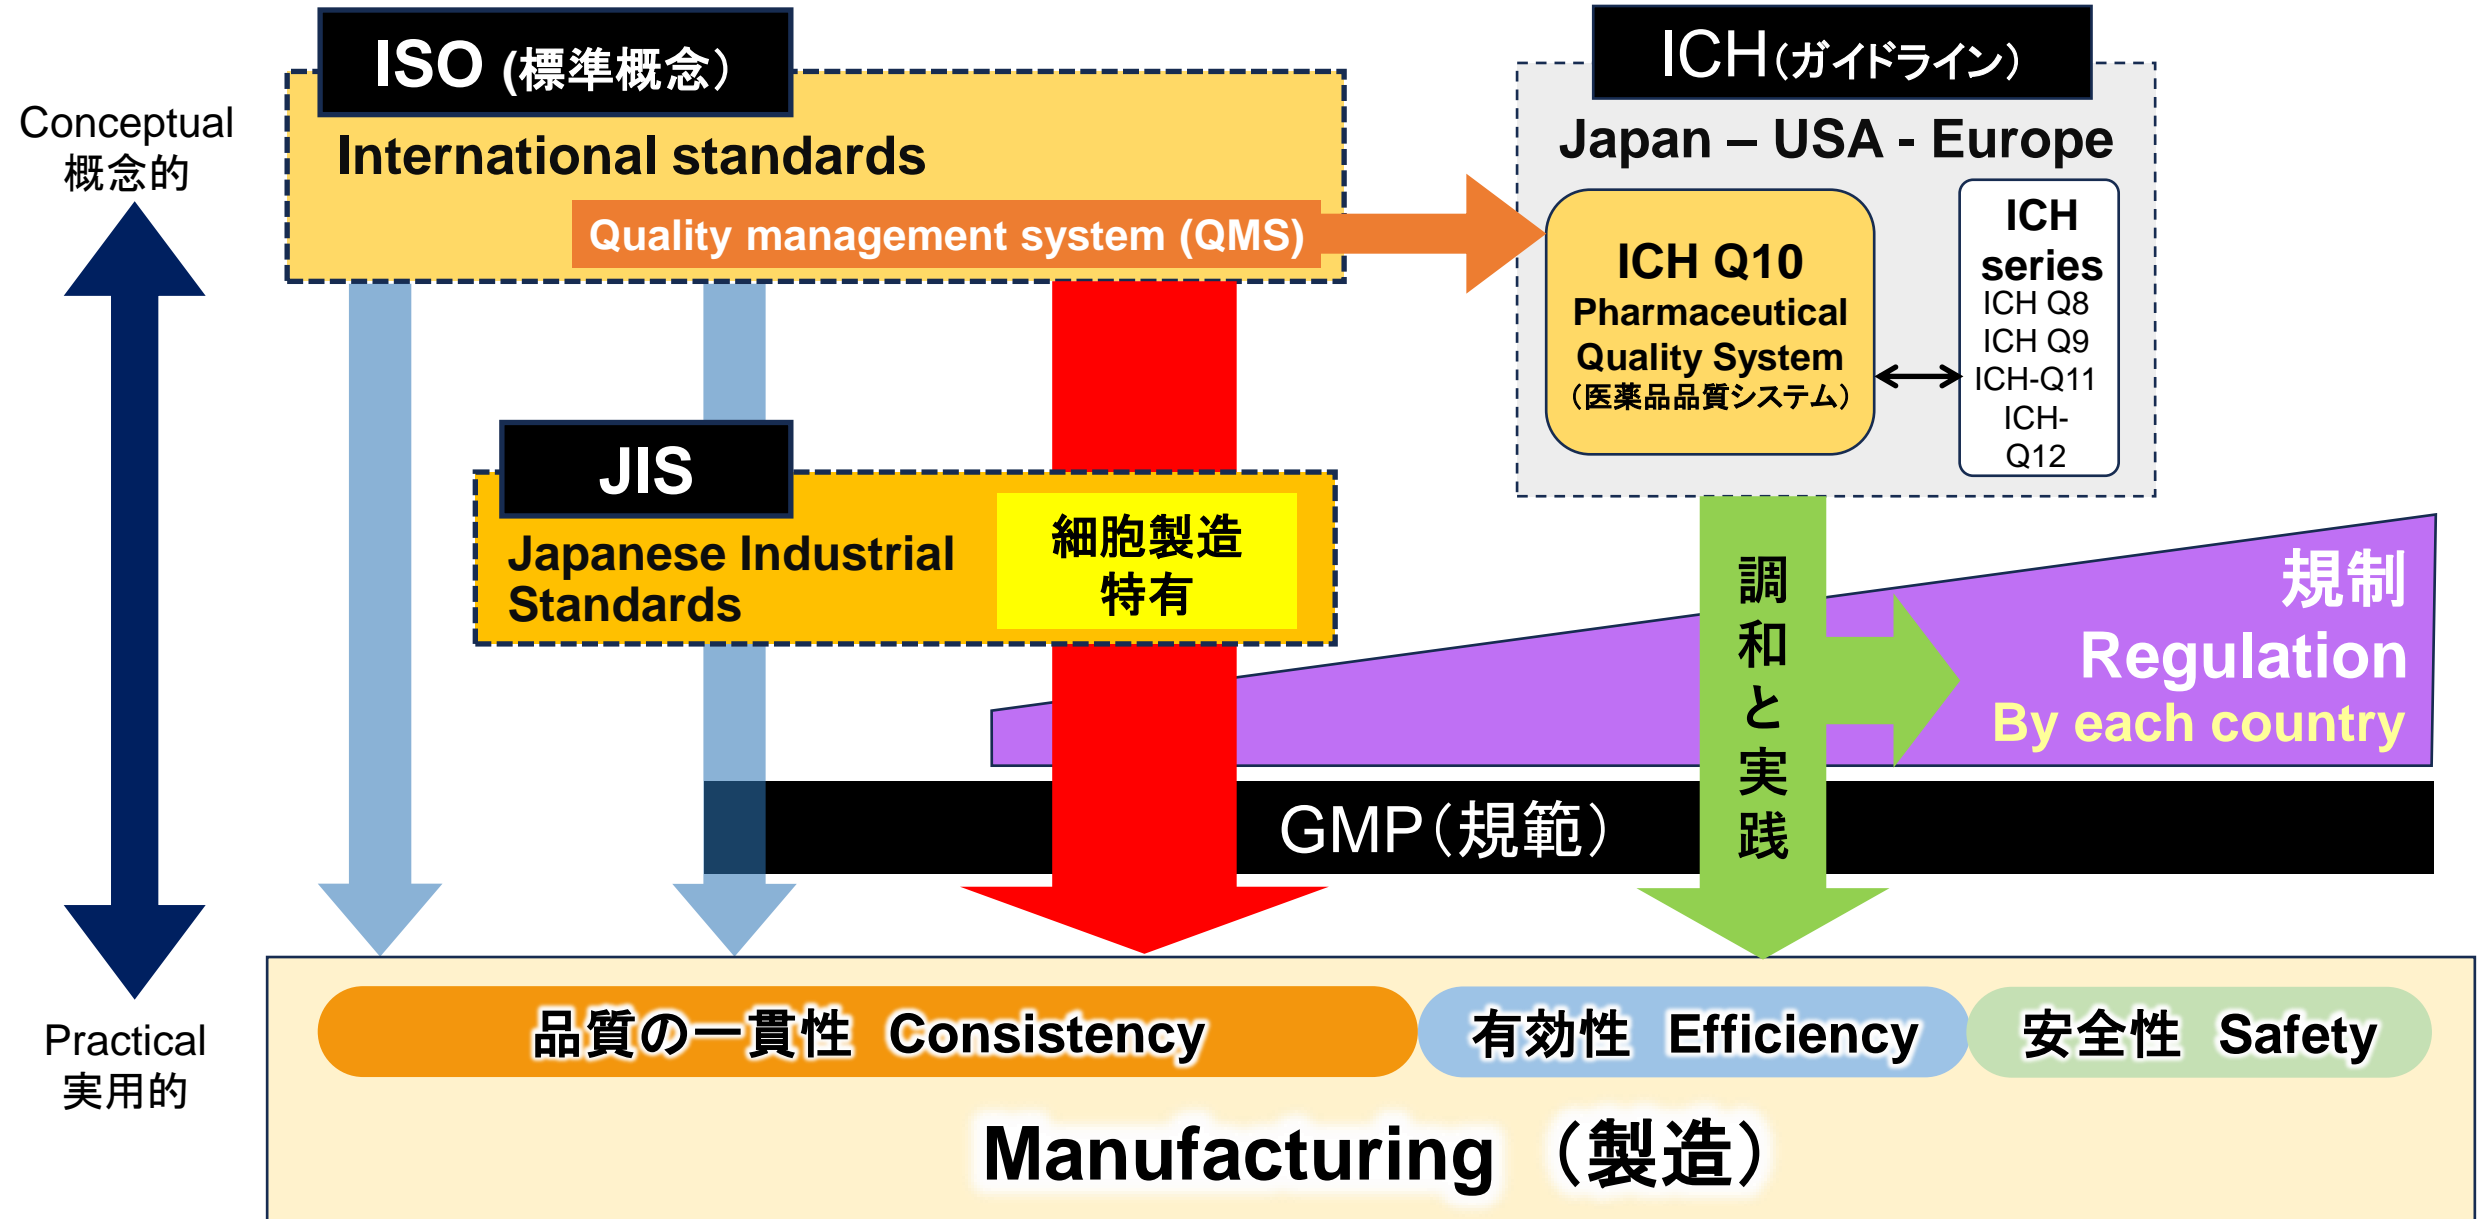 Conceptual
概念的
Practical
実用的
ISO (標準概念）
International standards
Quality management system (QMS)
ICH（ガイドライン）
Japan – USA - Europe
ICH Q10
Pharmaceutical
Quality System
（医薬品品質システム）
ICH
series
ICH Q8
ICH Q9
ICH-Q11
ICH-
Q12
JIS
Japanese Industrial
Standards
細胞製造
特有
調和と実践
規制
Regulation
By each country
GMP（規範）
品質の一貫性 Consistency
有効性 Efficiency
安全性 Safety
Manufacturing （製造）